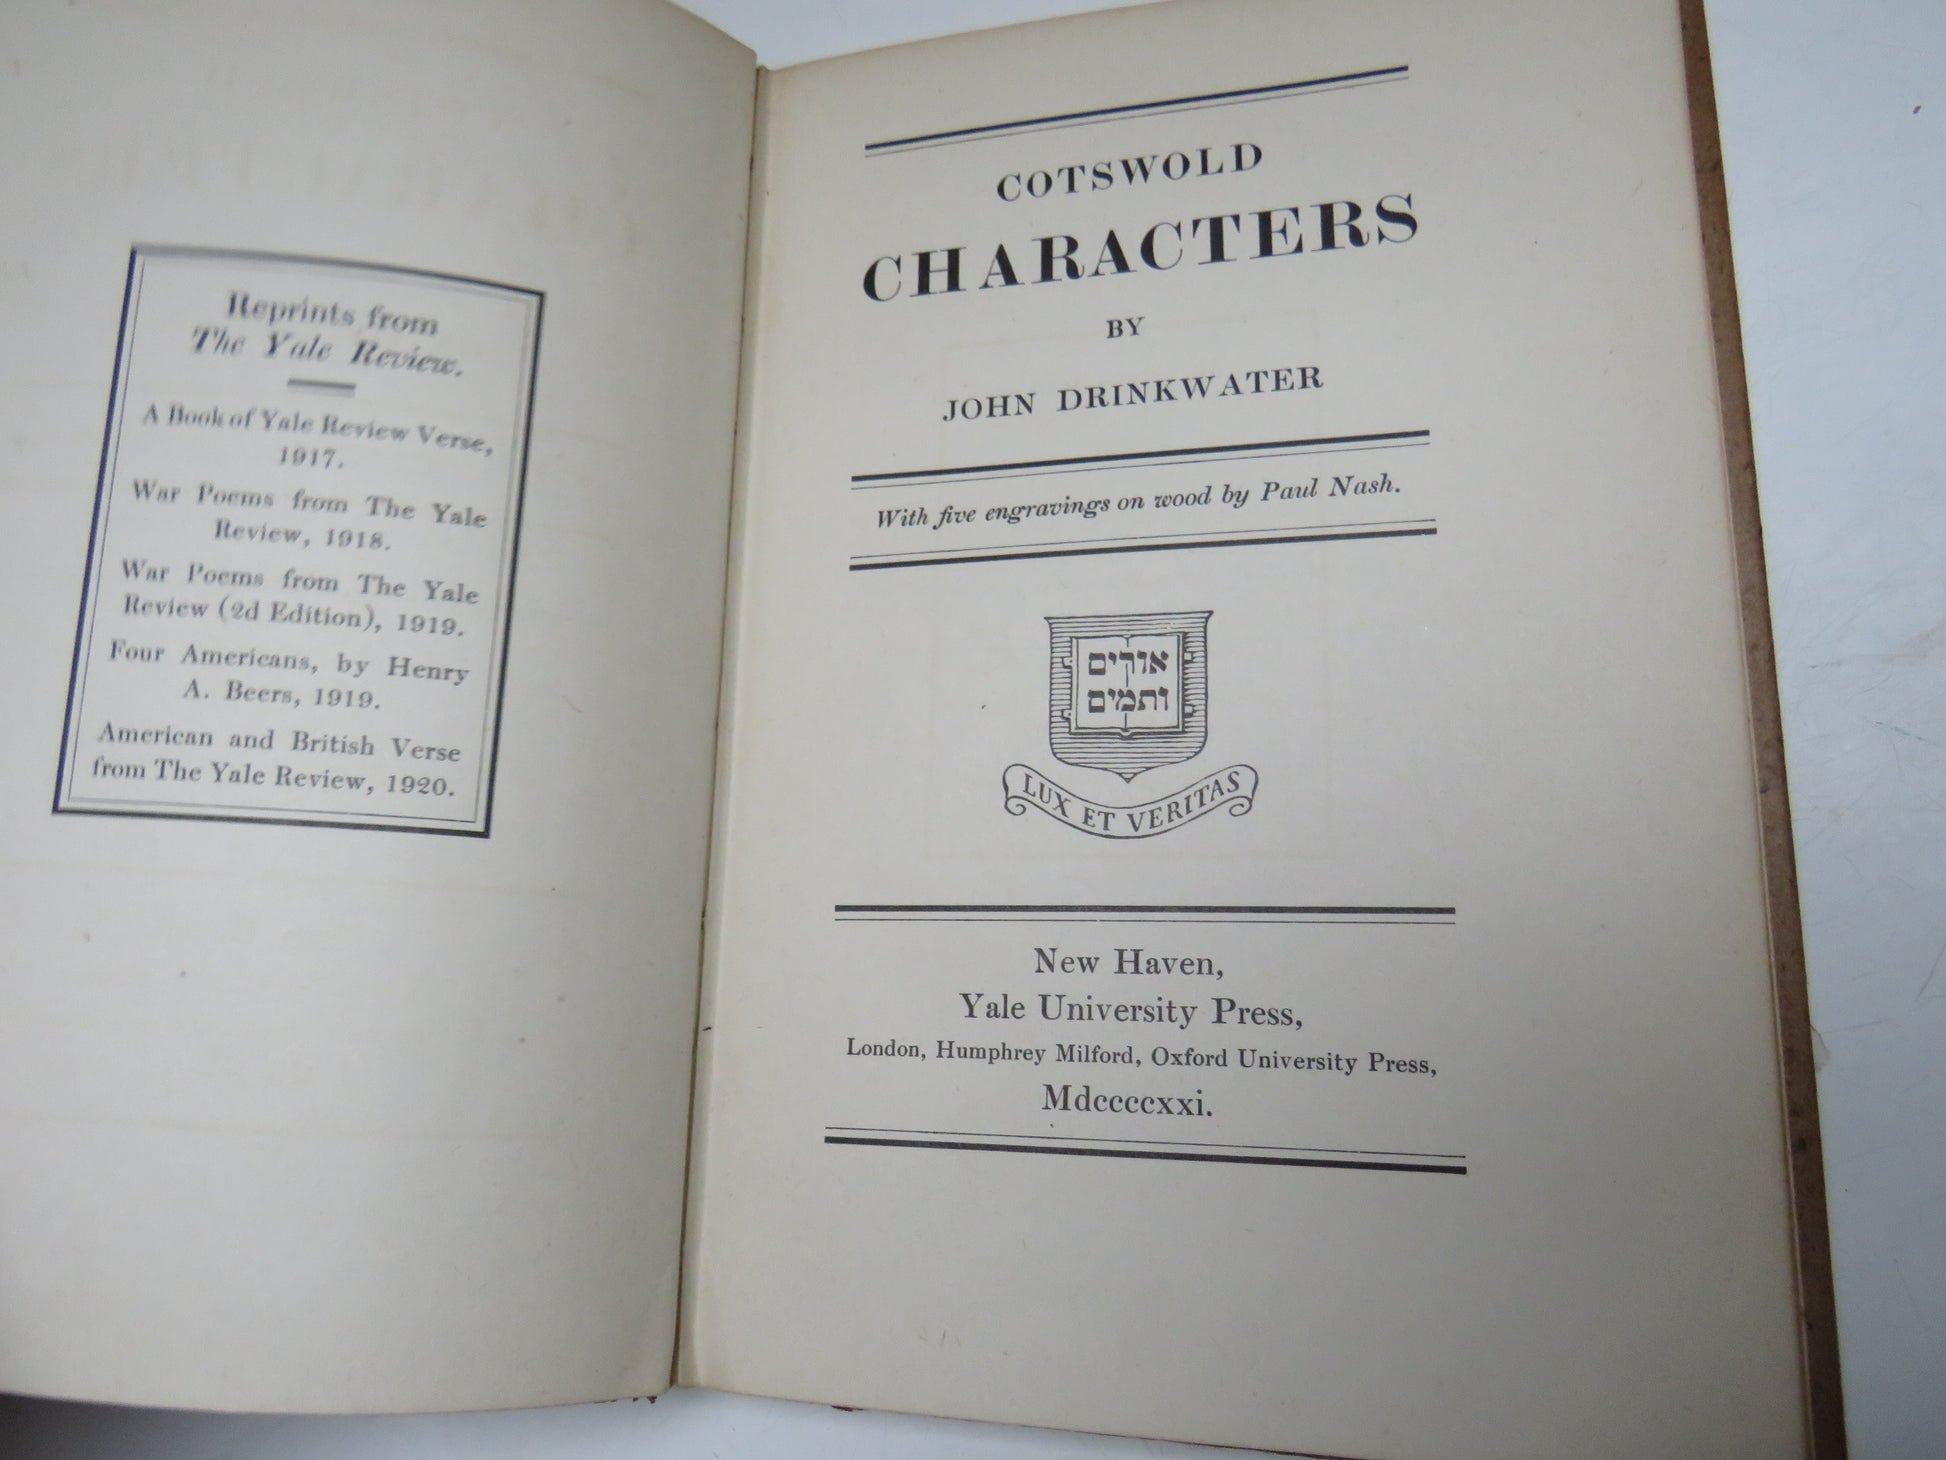 Reprints from
The Yale Review.
A Book of Yale Review Verse,
1917.
War Poems from The Yale
Review, 1918.
War Poems from The Yale
Review (2d Edition), 1919.
Four Americans, by Henry
A. Beers, 1919.
American and British Verse
from The Yale Review, 1920.
COTSWOLD
CHARACTERS
BY
JOHN DRINKWATER
With five engravings on wood by Paul Nash.
אורים
ותמים
LUX ET VERITAS
New Haven,
Yale University Press,
London, Humphrey Milford, Oxford University Press,
Mdccccxxi.